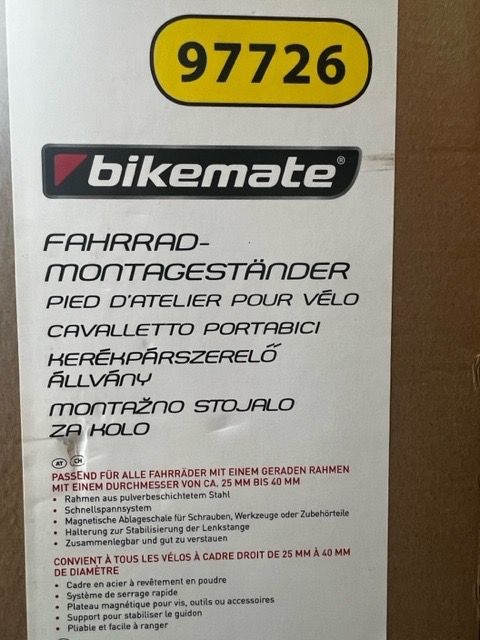 97726
bikemate®
FAHRRAD-
MONTAGESTÄNDER
PIED D'ATELIER POUR VÉLO
CAVALLETTO PORTABICI
KERÉKPÁRSZERELŐ
ÁLLVÁNY
MONTAŽNO STOJALO
ZA KOLO
AT CH
PASSEND FÜR ALLE FAHRRÄDER MIT EINEM GERADEN RAHMEN
MIT EINEM DURCHMESSER VON CA. 25 MM BIS 40 MM
• Rahmen aus pulverbeschichtetem Stahl
• Schnellspannsystem
• Magnetische Ablageschale für Schrauben, Werkzeuge oder Zubehörteile
• Halterung zur Stabilisierung der Lenkstange
• Zusammenlegbar und gut zu verstauen
CONVIENT À TOUS LES VÉLOS À CADRE DROIT DE 25 MM À 40 MM
DE DIAMÈTRE
• Cadre en acier à revêtement en poudre
• Système de serrage rapide
• Plateau magnétique pour vis, outils ou accessoires
• Support pour stabiliser le guidon
• Pliable et facile à ranger